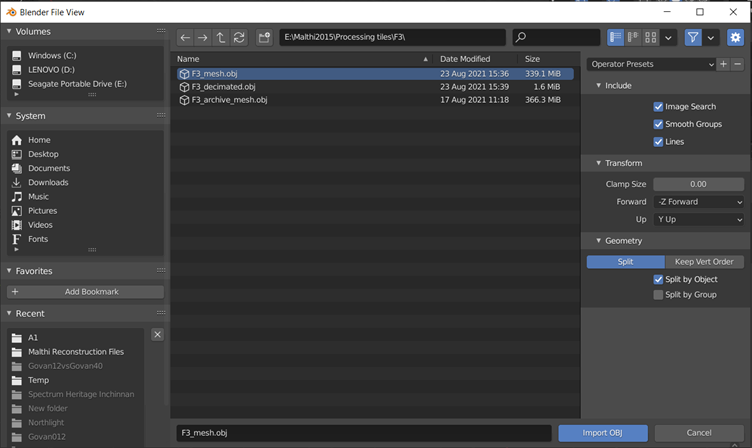 Blender File View
Volumes
Windows (C:)
LENOVO (D:)
Seagate Portable Drive (E:)
System
Home
Desktop
Documents
Downloads
Music
Pictures
Videos
Fonts
Favorites
Add Bookmark
Recent
A1
Malthi Reconstruction Files
Govan12vsGovan40
Temp
Spectrum Heritage Inchinnan
New folder
Northlight
Govan012
E:\Malthi2015\Processing tiles\F3\
Name Date Modified Size
F3_mesh.obj 23 Aug 2021 15:36 339.1 MiB
F3_decimated.obj 23 Aug 2021 15:39 1.6 MiB
F3_archive_mesh.obj 17 Aug 2021 11:18 366.3 MiB
Operator Presets
Include
Image Search
Smooth Groups
Lines
Transform
Clamp Size 0.00
Forward -Z Forward
Up Y Up
Geometry
Split Keep Vert Order
Split by Object
Split by Group
F3_mesh.obj
Import OBJ
Cancel